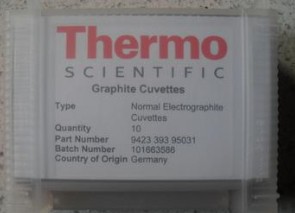 Thermo
SCIENTIFIC
Graphite Cuvettes
Type Normal Electrographite
Cuvettes
Quantity 10
Part Number 9423 393 95031
Batch Number 101663586
Country of Origin Germany